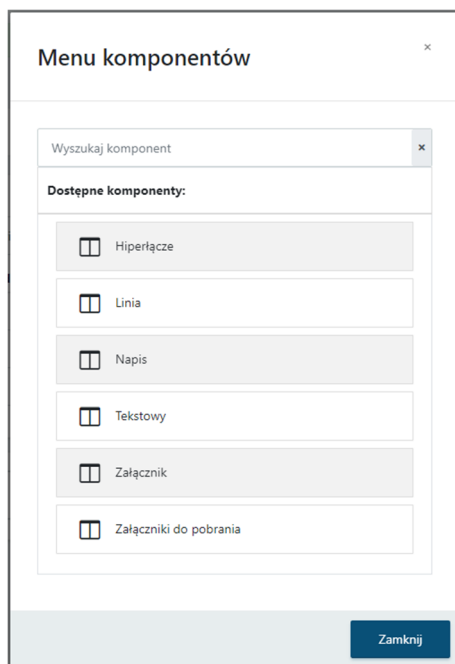 Menu komponentów
×
Wyszukaj komponent
×
Dostępne komponenty:
Hiperłącze
Linia
Napis
Tekstowy
Załącznik
Załączniki do pobrania
Zamknij